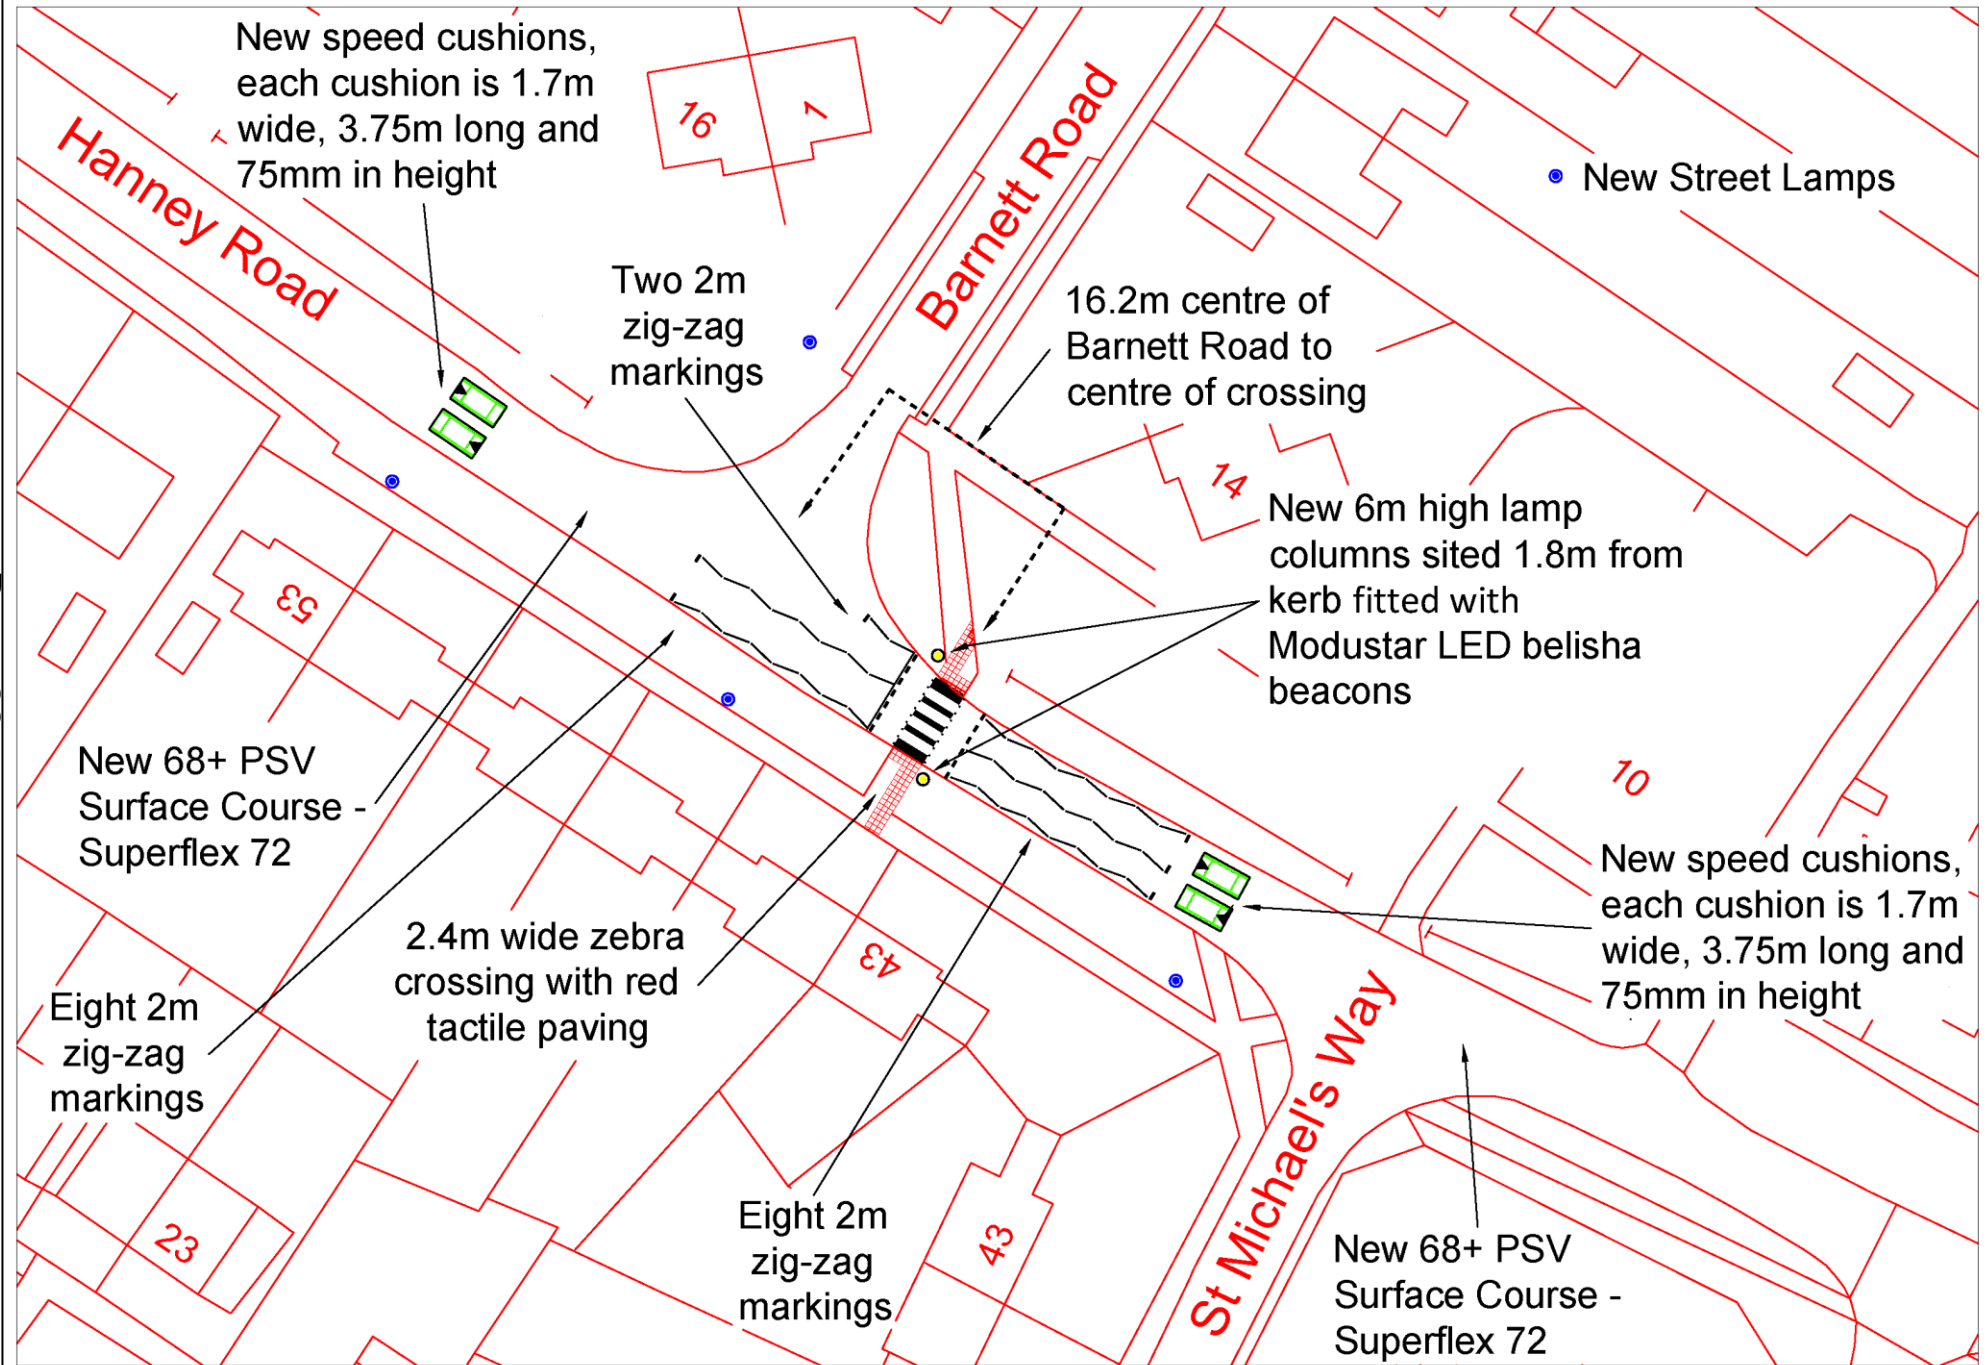 New speed cushions,
each cushion is 1.7m
wide, 3.75m long and
75mm in height
16
1
Barnett Road
New Street Lamps
Hanney Road
Two 2m
zig-zag
markings
16.2m centre of
Barnett Road to
centre of crossing
14
New 6m high lamp
columns sited 1.8m from
kerb fitted with
Modustar LED belisha
beacons
53
New 68+ PSV
Surface Course -
Superflex 72
10
New speed cushions,
each cushion is 1.7m
wide, 3.75m long and
75mm in height
2.4m wide zebra
crossing with red
tactile paving
43
Eight 2m
zig-zag
markings
St Michael's Way
23
Eight 2m
zig-zag
markings
43
New 68+ PSV
Surface Course -
Superflex 72